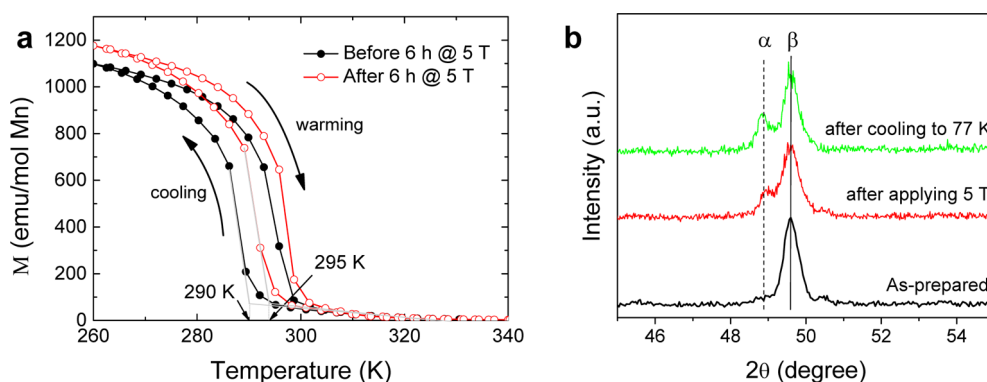 a
1200
1000
800
600
400
200
0
M (emu/mol Mn)
Before 6 h @ 5 T
After 6 h @ 5 T
warming
cooling
295 K
290 K
260 280 300 320 340
Temperature (K)
b
α β
after cooling to 77 K
after applying 5 T
As-prepared
Intensity (a.u.)
46 48 50 52 54
2θ (degree)